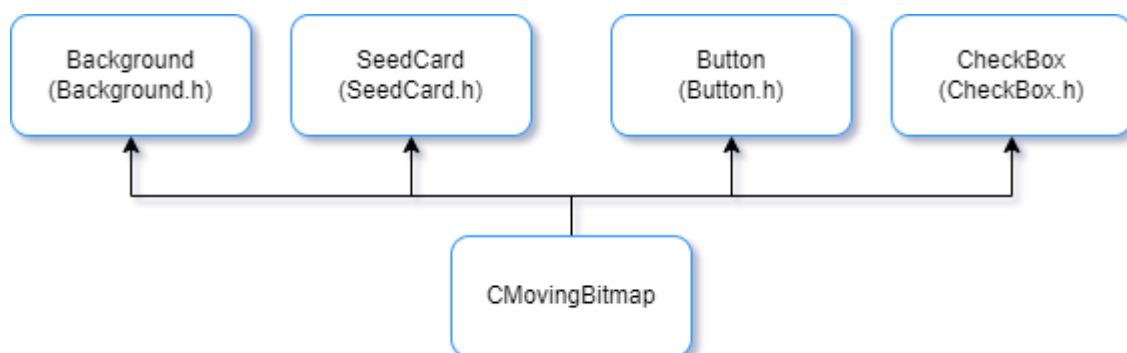 Background
(Background.h)
SeedCard
(SeedCard.h)
Button
(Button.h)
CheckBox
(CheckBox.h)
CMovingBitmap